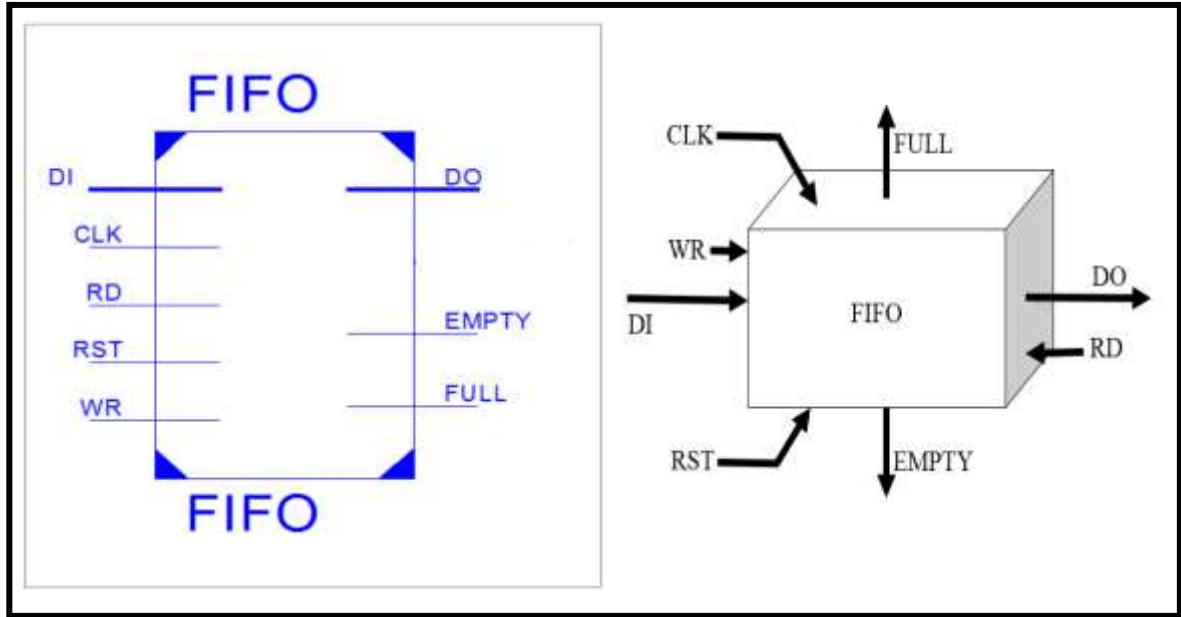 FIFO
DI
DO
CLK
RD
EMPTY
RST
FULL
WR
FIFO
CLK
FULL
WR
DO
DI
FIFO
RD
RST
EMPTY